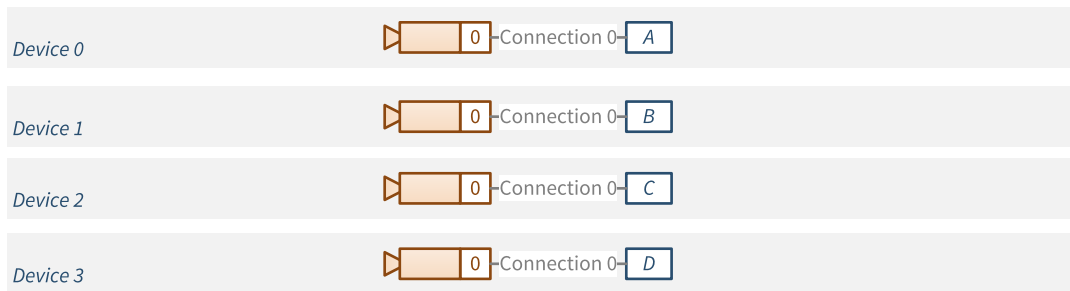 Device 0 0 Connection 0 A
Device 1 0 Connection 0 B
Device 2 0 Connection 0 C
Device 3 0 Connection 0 D